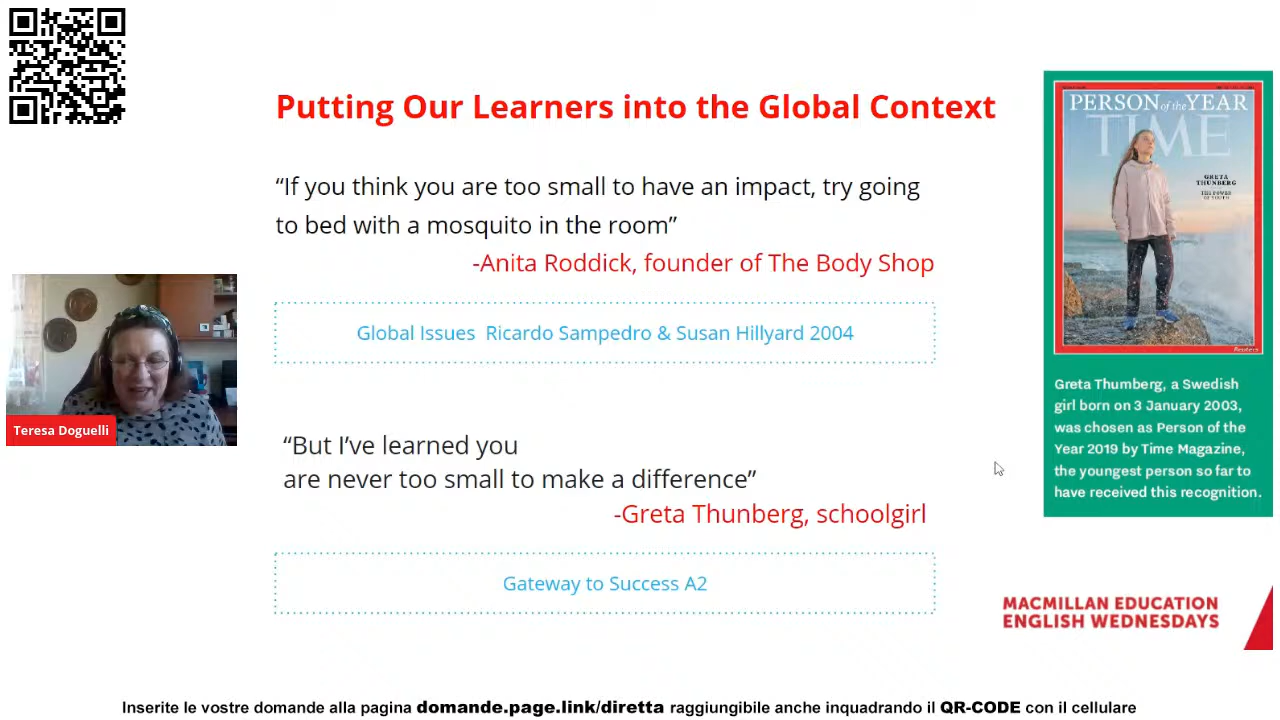 Putting Our Learners into the Global Context
“If you think you are too small to have an impact, try going
to bed with a mosquito in the room”
-Anita Roddick, founder of The Body Shop
Global Issues Ricardo Sampedro & Susan Hillyard 2004
“But I’ve learned you
are never too small to make a difference”
-Greta Thunberg, schoolgirl
Gateway to Success A2
Teresa Doguelli
PERSON of the YEAR
TIME
GRETA
THUNBERG
THE POWER
OF YOUTH
Reuters
Greta Thumberg, a Swedish
girl born on 3 January 2003,
was chosen as Person of the
Year 2019 by Time Magazine,
the youngest person so far to
have received this recognition.
MACMILLAN EDUCATION
ENGLISH WEDNESDAYS
Inserite le vostre domande alla pagina domande.page.link/diretta raggiungibile anche inquadrando il QR-CODE con il cellulare